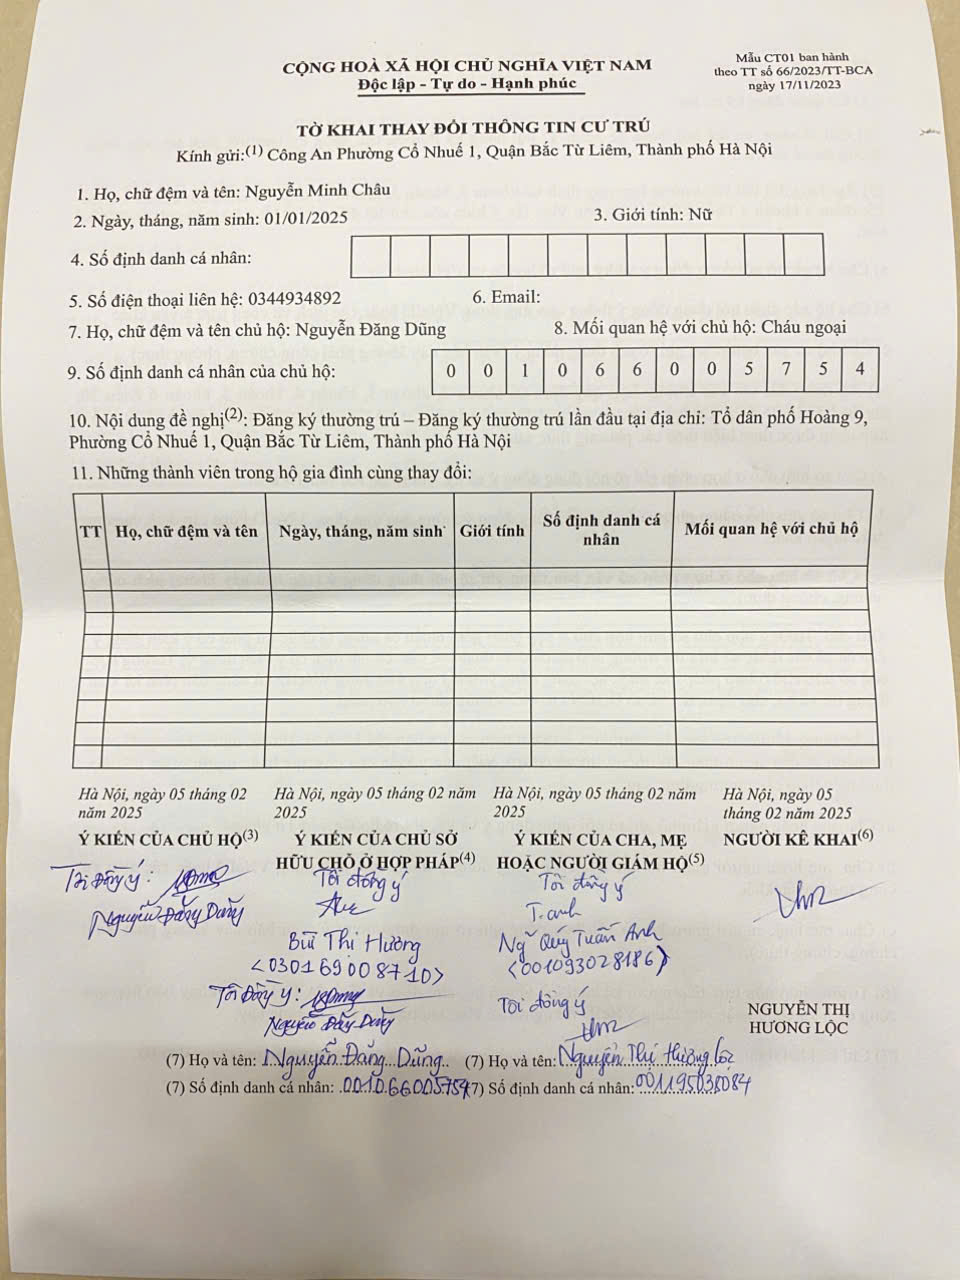 CỘNG HOÀ XÃ HỘI CHỦ NGHĨA VIỆT NAM
Độc lập - Tự do - Hạnh phúc
Mẫu CT01 ban hành
theo TT số 66/2023/TT-BCA
ngày 17/11/2023
TỜ KHAI THAY ĐỔI THÔNG TIN CƯ TRÚ
Kính gửi:(1) Công An Phường Cổ Nhuế 1, Quận Bắc Từ Liêm, Thành phố Hà Nội
1. Họ, chữ đệm và tên: Nguyễn Minh Châu
2. Ngày, tháng, năm sinh: 01/01/2025 3. Giới tính: Nữ
4. Số định danh cá nhân:
5. Số điện thoại liên hệ: 0344934892 6. Email:
7. Họ, chữ đệm và tên chủ hộ: Nguyễn Đăng Dũng 8. Mối quan hệ với chủ hộ: Cháu ngoại
9. Số định danh cá nhân của chủ hộ: 0 0 1 0 6 6 0 0 5 7 5 4
10. Nội dung đề nghị(2): Đăng ký thường trú – Đăng ký thường trú lần đầu tại địa chỉ: Tổ dân phố Hoàng 9,
Phường Cổ Nhuế 1, Quận Bắc Từ Liêm, Thành phố Hà Nội
11. Những thành viên trong hộ gia đình cùng thay đổi:
TT Họ, chữ đệm và tên Ngày, tháng, năm sinh Giới tính Số định danh cá nhân Mối quan hệ với chủ hộ
Hà Nội, ngày 05 tháng 02
năm 2025
Ý KIẾN CỦA CHỦ HỘ(3)
Tôi đồng ý:
Nguyễn Đăng Dũng
Hà Nội, ngày 05 tháng 02 năm
2025
Ý KIẾN CỦA CHỦ SỞ
HỮU CHỖ Ở HỢP PHÁP(4)
Tôi đồng ý
Bùi Thị Hường
<030169008710>
Tôi đồng ý:
Nguyễn Đăng Dũng
Hà Nội, ngày 05 tháng 02 năm
2025
Ý KIẾN CỦA CHA, MẸ
HOẶC NGƯỜI GIÁM HỘ(5)
Tôi đồng ý
T.anh
Ng Quý Tuấn Anh
(001093028186)
Tôi đồng ý
Hà Nội, ngày 05
tháng 02 năm 2025
NGƯỜI KÊ KHAI(6)
NGUYỄN THỊ
HƯƠNG LỘC
(7) Họ và tên: Nguyễn Đăng Dũng (7) Họ và tên: Nguyễn Thị Hương Lộc
(7) Số định danh cá nhân: 001066005754 (7) Số định danh cá nhân: 001195038084